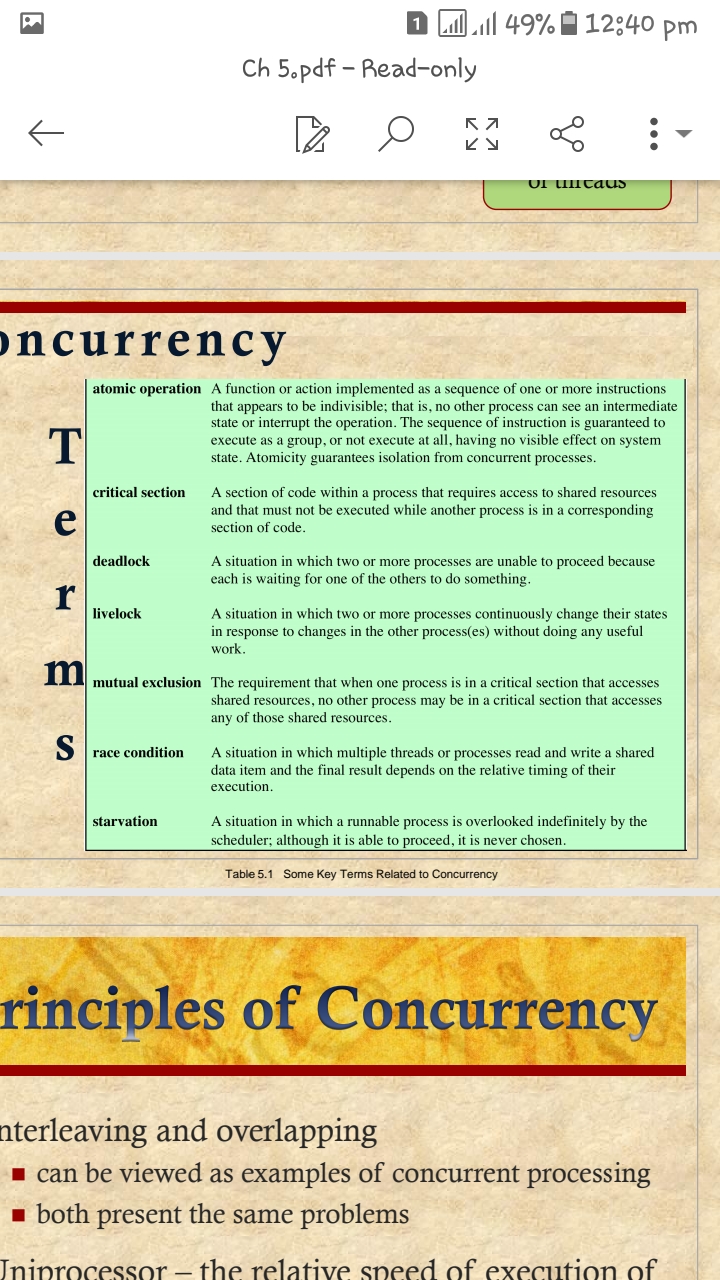 1 49% 12:40 pm
Ch 5.pdf – Read-only
of threads
oncurrency
T
e
r
m
s
atomic operation A function or action implemented as a sequence of one or more instructions
that appears to be indivisible; that is, no other process can see an intermediate
state or interrupt the operation. The sequence of instruction is guaranteed to
execute as a group, or not execute at all, having no visible effect on system
state. Atomicity guarantees isolation from concurrent processes.
critical section A section of code within a process that requires access to shared resources
and that must not be executed while another process is in a corresponding
section of code.
deadlock A situation in which two or more processes are unable to proceed because
each is waiting for one of the others to do something.
livelock A situation in which two or more processes continuously change their states
in response to changes in the other process(es) without doing any useful
work.
mutual exclusion The requirement that when one process is in a critical section that accesses
shared resources, no other process may be in a critical section that accesses
any of those shared resources.
race condition A situation in which multiple threads or processes read and write a shared
data item and the final result depends on the relative timing of their
execution.
starvation A situation in which a runnable process is overlooked indefinitely by the
scheduler; although it is able to proceed, it is never chosen.
Table 5.1 Some Key Terms Related to Concurrency
rinciples of Concurrency
nterleaving and overlapping
can be viewed as examples of concurrent processing
both present the same problems
Uniprocessor – the relative speed of execution of